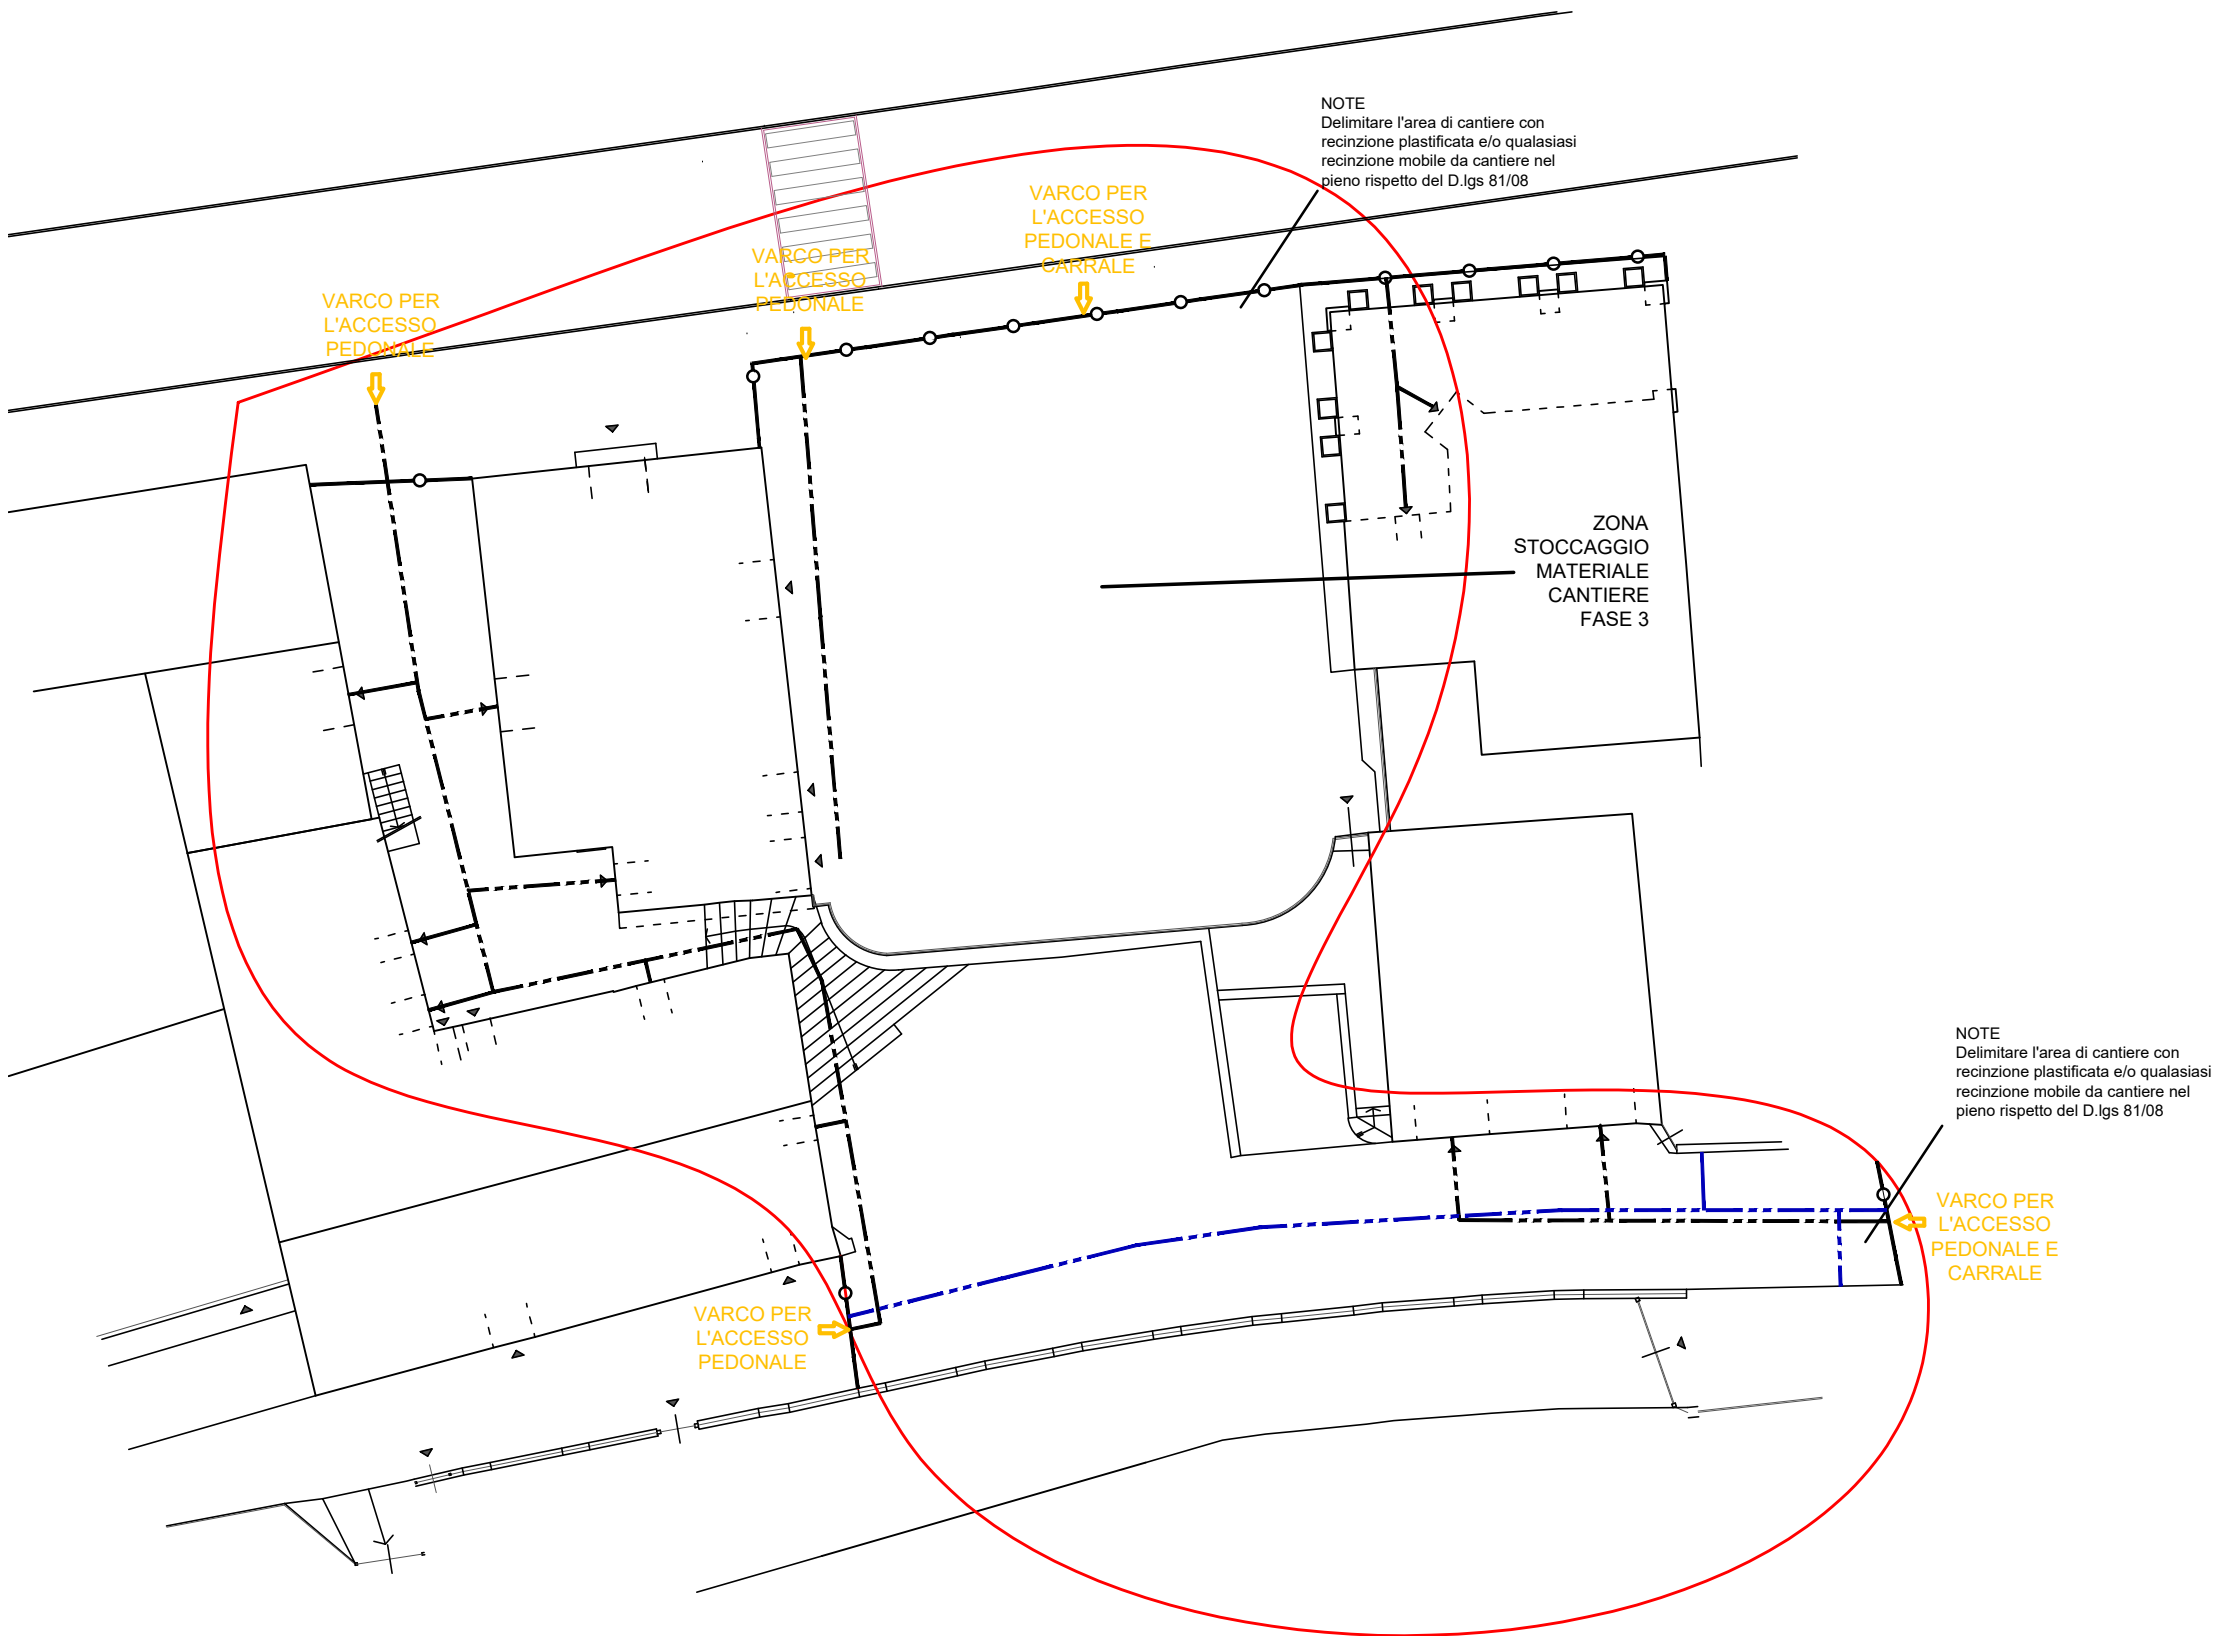 NOTE
Delimitare l'area di cantiere con
recinzione plastificata e/o qualasiasi
recinzione mobile da cantiere nel
pieno rispetto del D.lgs 81/08
VARCO PER
L'ACCESSO
PEDONALE E
CARRALE
VARCO PER
L'ACCESSO
PEDONALE
VARCO PER
L'ACCESSO
PEDONALE
ZONA
STOCCAGGIO
MATERIALE
CANTIERE
FASE 3
NOTE
Delimitare l'area di cantiere con
recinzione plastificata e/o qualasiasi
recinzione mobile da cantiere nel
pieno rispetto del D.lgs 81/08
VARCO PER
L'ACCESSO
PEDONALE E
CARRALE
VARCO PER
L'ACCESSO
PEDONALE